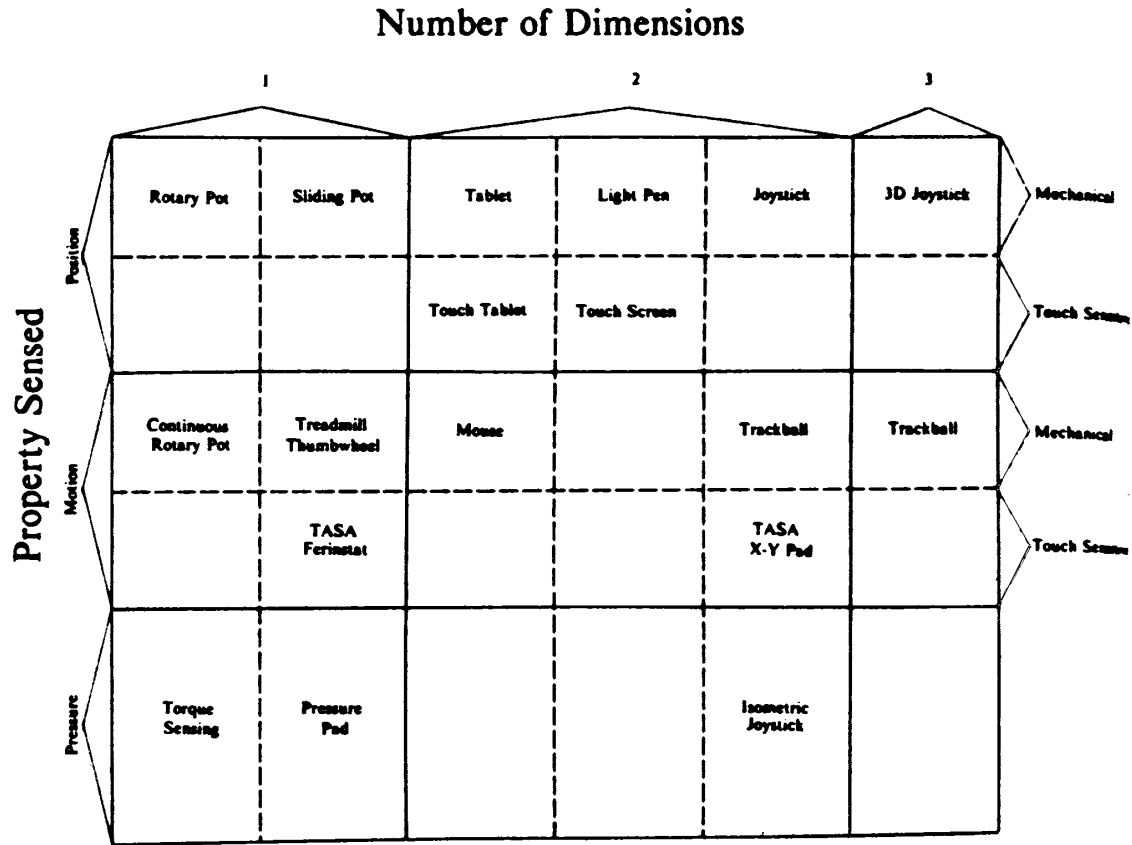 Number of Dimensions
1
2
3
Rotary Pot
Sliding Pot
Tablet
Light Pen
Joystick
3D Joystick
Mechanical
Position
Touch Tablet
Touch Screen
Touch
Property Sensed
Continuous
Rotary Pot
Treadmill
Thumbwheel
Mouse
Trackball
Trackball
Mechanical
Motion
TASA
Ferinstat
TASA
X-Y Pad
Touch
Pressure
Torque
Sensing
Pressure
Pad
Isometric
Joystick